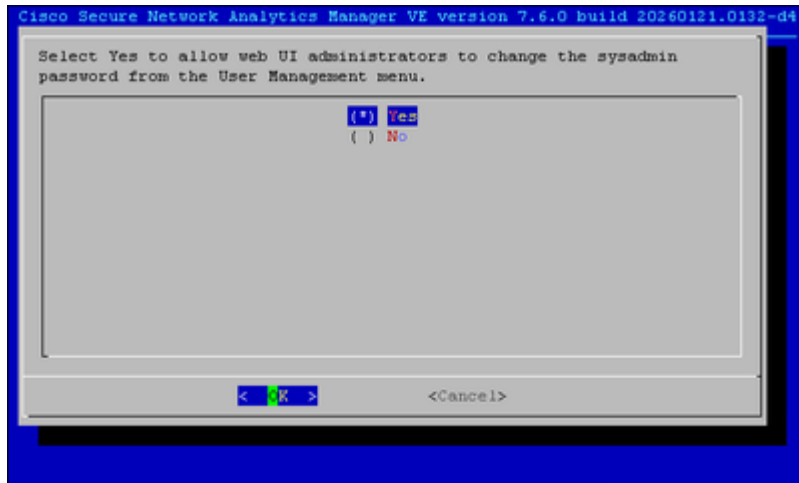 Cisco Secure Network Analytics Manager VE version 7.6.0 build 20260121.0132-d4
Select Yes to allow web UI administrators to change the sysadmin
password from the User Management menu.
(*) Yes
( ) No
< OK >
<Cancel>